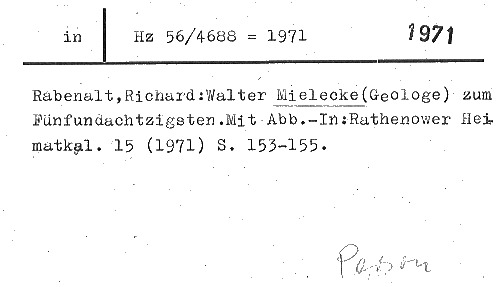 in Hz 56/4688 = 1971 1971
Rabenalt,Richard:Walter Mielecke(Geologe) zum
Fünfundachtzigsten.Mit Abb.-In:Rathenower Hei
matkal. 15 (1971) S. 153-155.
Person